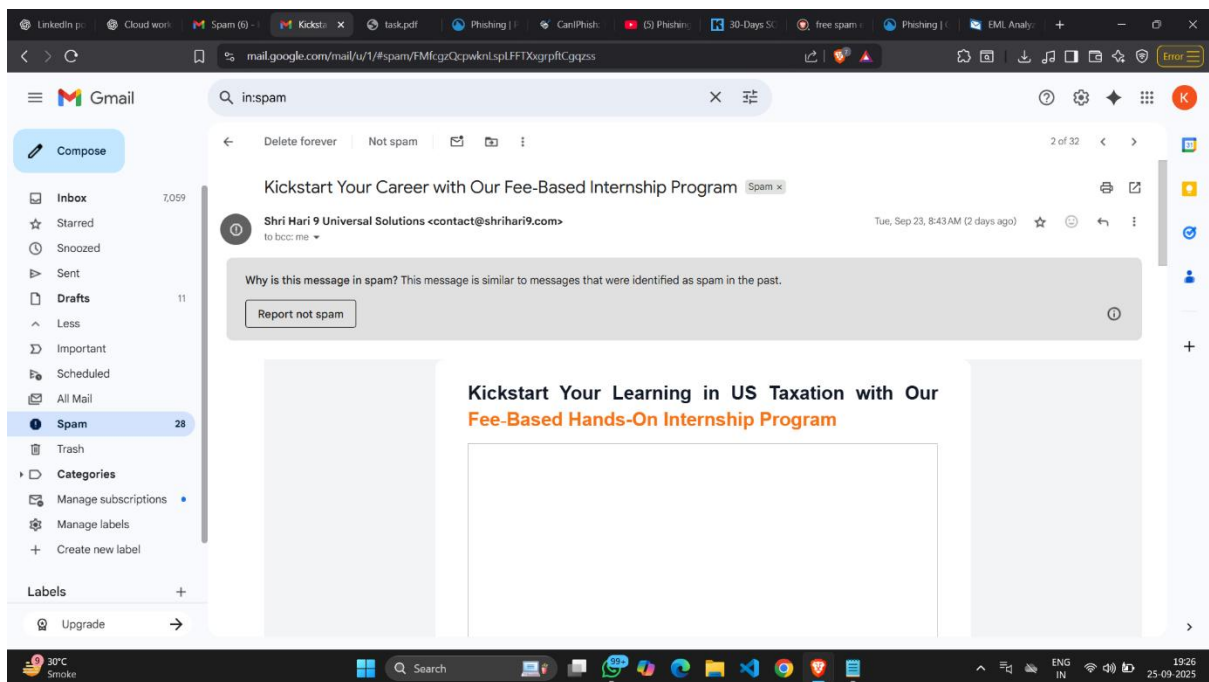 LinkedIn po
Cloud work
Spam (6) -
Kicksta
task.pdf
Phishing | F
CanIPhish:
(5) Phishing
30-Days SO
free spam e
Phishing | (
EML Analy:
mail.google.com/mail/u/1/#spam/FMfcgzQcpwknLspLFFTXxgrpftCgqzss
Error
Gmail
in:spam
K
Compose
Delete forever Not spam
2 of 32
Inbox 7,059
Starred
Snoozed
Sent
Drafts 11
Less
Important
Scheduled
All Mail
Spam 28
Trash
Categories
Manage subscriptions
Manage labels
Create new label
Labels
Upgrade
Kickstart Your Career with Our Fee-Based Internship Program Spam ×
Shri Hari 9 Universal Solutions <contact@shrihari9.com> Tue, Sep 23, 8:43 AM (2 days ago)
to bcc: me
Why is this message in spam? This message is similar to messages that were identified as spam in the past.
Report not spam
Kickstart Your Learning in US Taxation with Our
Fee-Based Hands-On Internship Program
31
9
30°C
Smoke
Search
99+
ENG
IN
19:26
25-09-2025